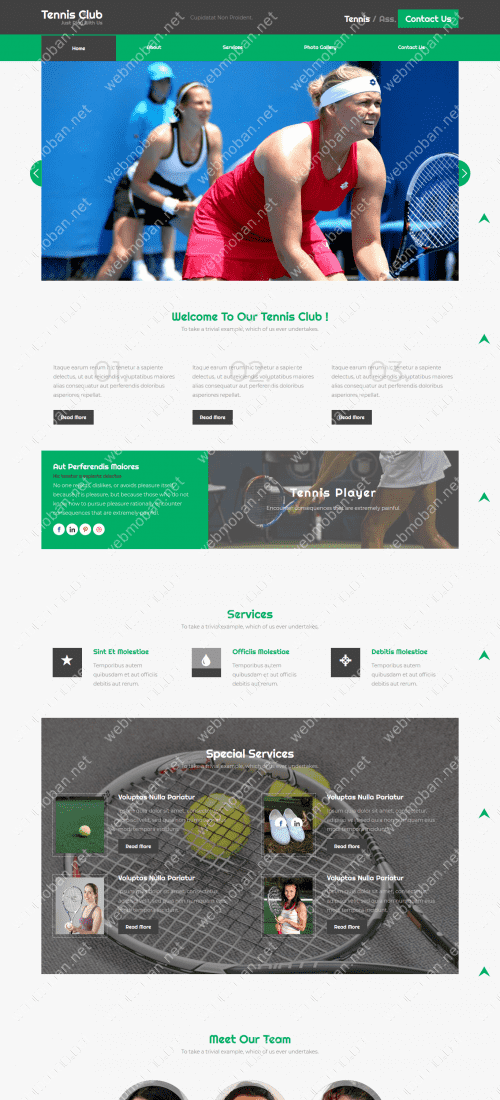 Tennis Club
Just Play With Us
Cupidatat Non Proident
Tennis / Ass.
Contact Us
Home
About
Services
Photo Gallery
Contact Us
Welcome To Our Tennis Club !
To take a trivial example, which of us ever undertakes.
01.
02.
03.
Itaque earum rerum hic tenetur a sapiente
delectus, ut aut reiciendis voluptatibus maiores
alias consequatur aut perferendis doloribus
asperiores repellat.
Read More
Itaque earum rerum hic tenetur a sapiente
delectus, ut aut reiciendis voluptatibus maiores
alias consequatur aut perferendis doloribus
asperiores repellat.
Read More
Itaque earum rerum hic tenetur a sapiente
delectus, ut aut reiciendis voluptatibus maiores
alias consequatur aut perferendis doloribus
asperiores repellat.
Read More
Aut Perferendis Maiores
No one rejects, dislikes, or avoids pleasure itself,
because it is pleasure, but because those who do not
know how to pursue pleasure rationally encounter
consequences that are extremely painful.
Tennis Player
Encounter consequences that are extremely painful
Services
To take a trivial example, which of us ever undertakes.
Sint Et Molestiae
Temporibus autem
quibusdam et aut officiis
debitis aut rerum.
Officiis Molestiae
Temporibus autem
quibusdam et aut officiis
debitis aut rerum.
Debitis Molestiae
Temporibus autem
quibusdam et aut officiis
debitis aut rerum.
Special Services
To take a trivial example, which of us ever undertakes.
Voluptas Nulla Pariatur
Read More
Voluptas Nulla Pariatur
Read More
Voluptas Nulla Pariatur
Read More
Voluptas Nulla Pariatur
Read More
Meet Our Team
To take a trivial example, which of us ever undertakes.
webmoban.net